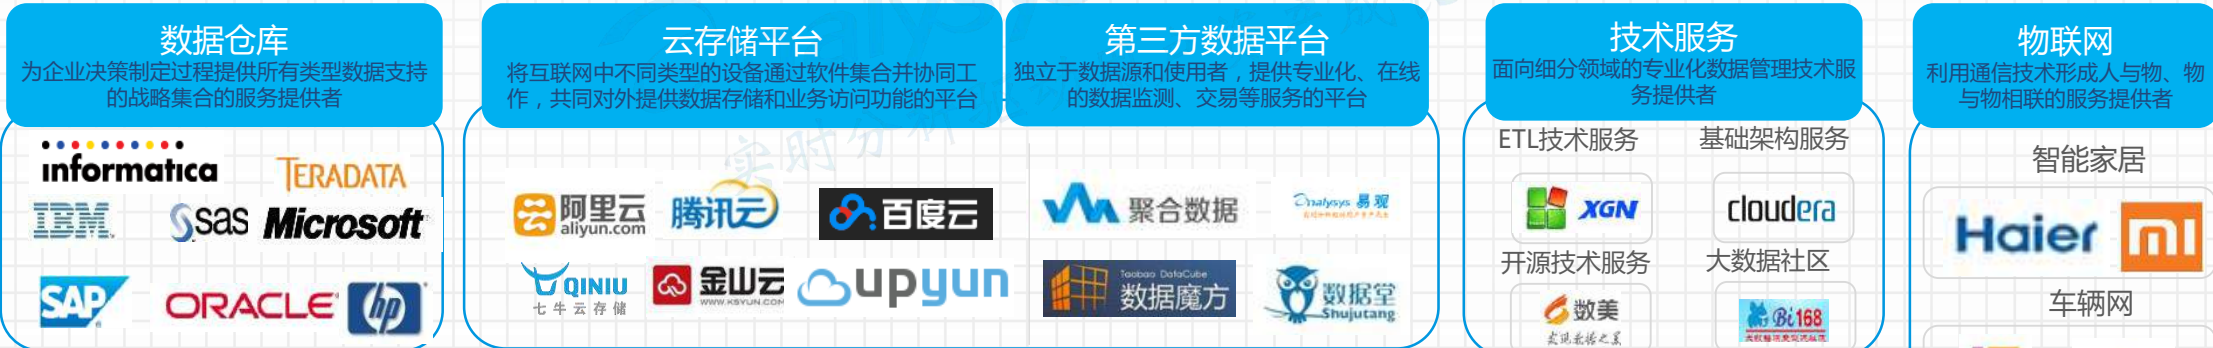 数据仓库
为企业决策制定过程提供所有类型数据支持
的战略集合的服务提供者
informatica
TERADATA
IBM
sas
Microsoft
SAP
ORACLE
hp
云存储平台
将互联网中不同类型的设备通过软件集合并协同工
作，共同对外提供数据存储和业务访问功能的平台
阿里云
aliyun.com
腾讯云
百度云
QINIU
七牛云存储
金山云
WWW.KSYUN.COM
upyun
第三方数据平台
独立于数据源和使用者，提供专业化、在线
的数据监测、交易等服务的平台
聚合数据
analysys 易观
Taobao DataCube
数据魔方
数据堂
Shujutang
技术服务
面向细分领域的专业化数据管理技术服
务提供者
ETL技术服务
XGN
基础架构服务
cloudera
开源技术服务
数美
大数据社区
Bi168
物联网
利用通信技术形成人与物、物
与物相联的服务提供者
智能家居
Haier
mi
车辆网
实时分析